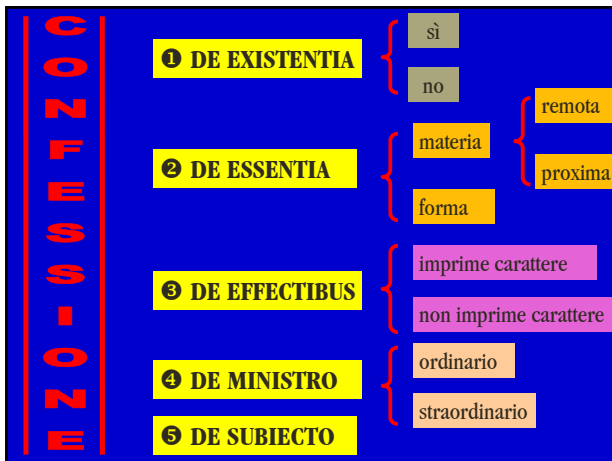 CONFESSIONE
❶ DE EXISTENTIA
sì
no
❷ DE ESSENTIA
materia
remota
proxima
forma
❸ DE EFFECTIBUS
imprime carattere
non imprime carattere
❹ DE MINISTRO
ordinario
straordinario
❺ DE SUBIECTO